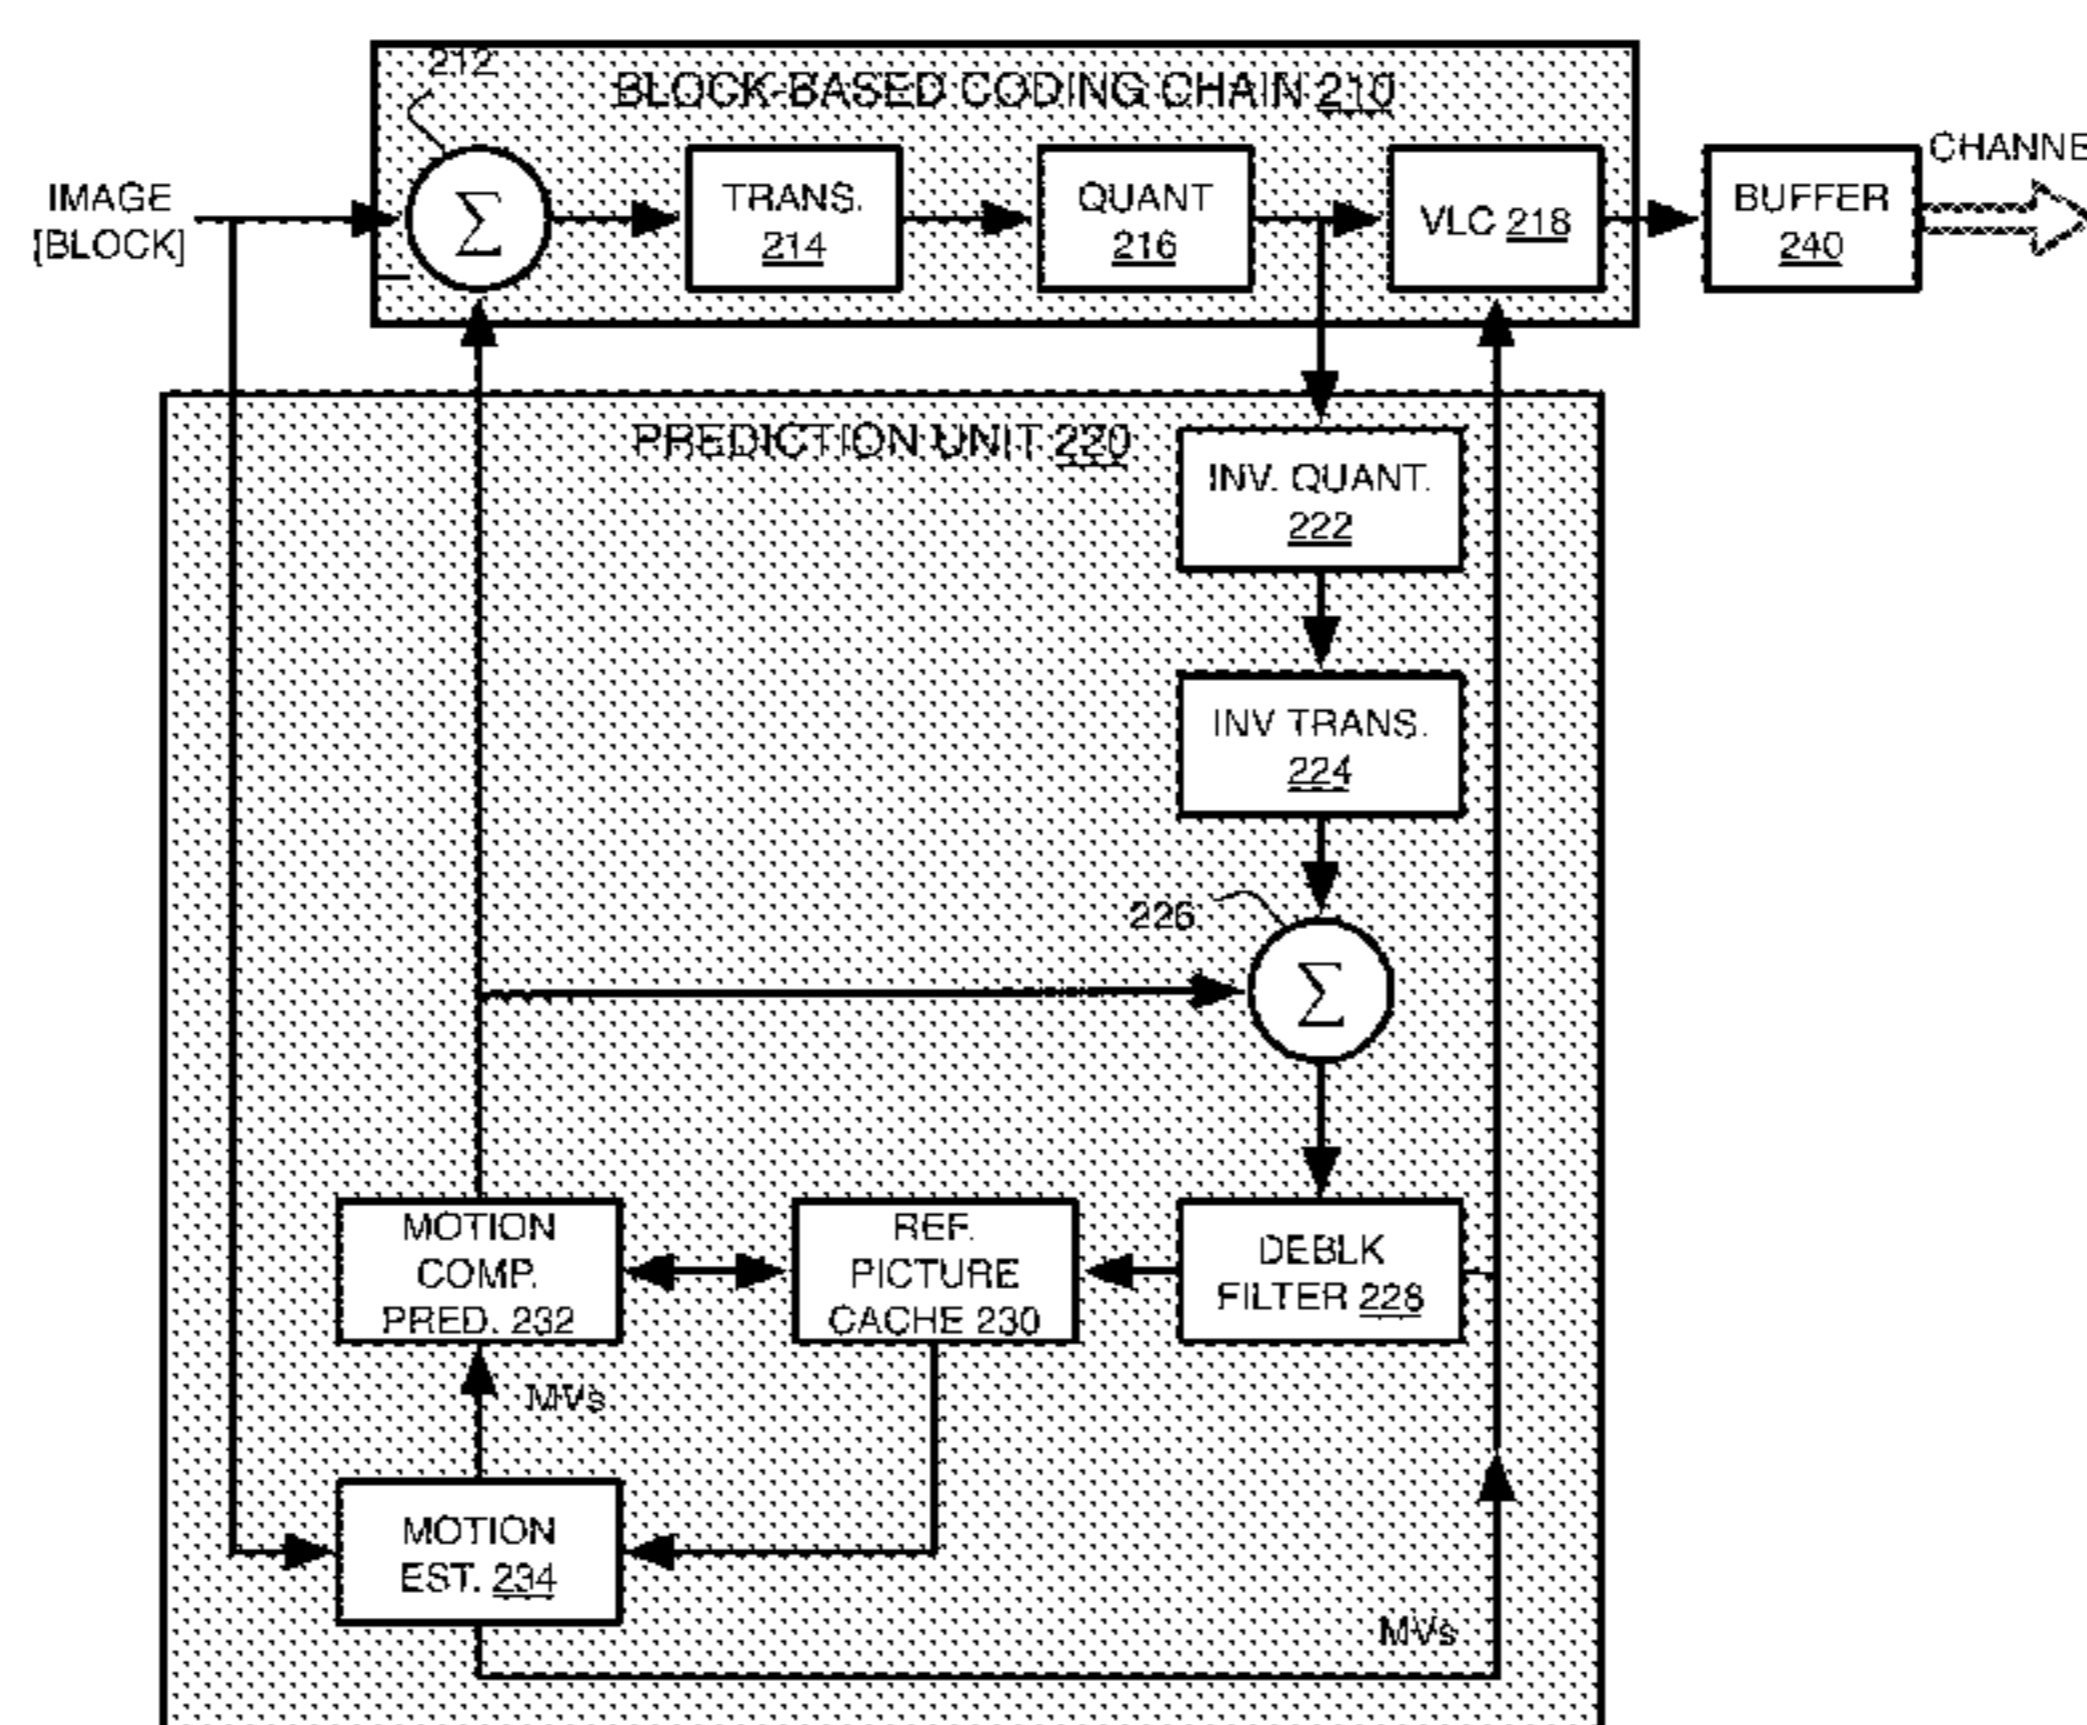 212
BLOCK-BASED CODING CHAIN 210
IMAGE
[BLOCK]
Σ
TRANS.
214
QUANT
216
VLC 218
BUFFER
240
CHANNE
PREDICTION UNIT 220
INV. QUANT.
222
INV TRANS.
224
226
Σ
MOTION
COMP.
PRED. 232
REF.
PICTURE
CACHE 230
DEBLK
FILTER 228
MVs
MOTION
EST. 234
MVs